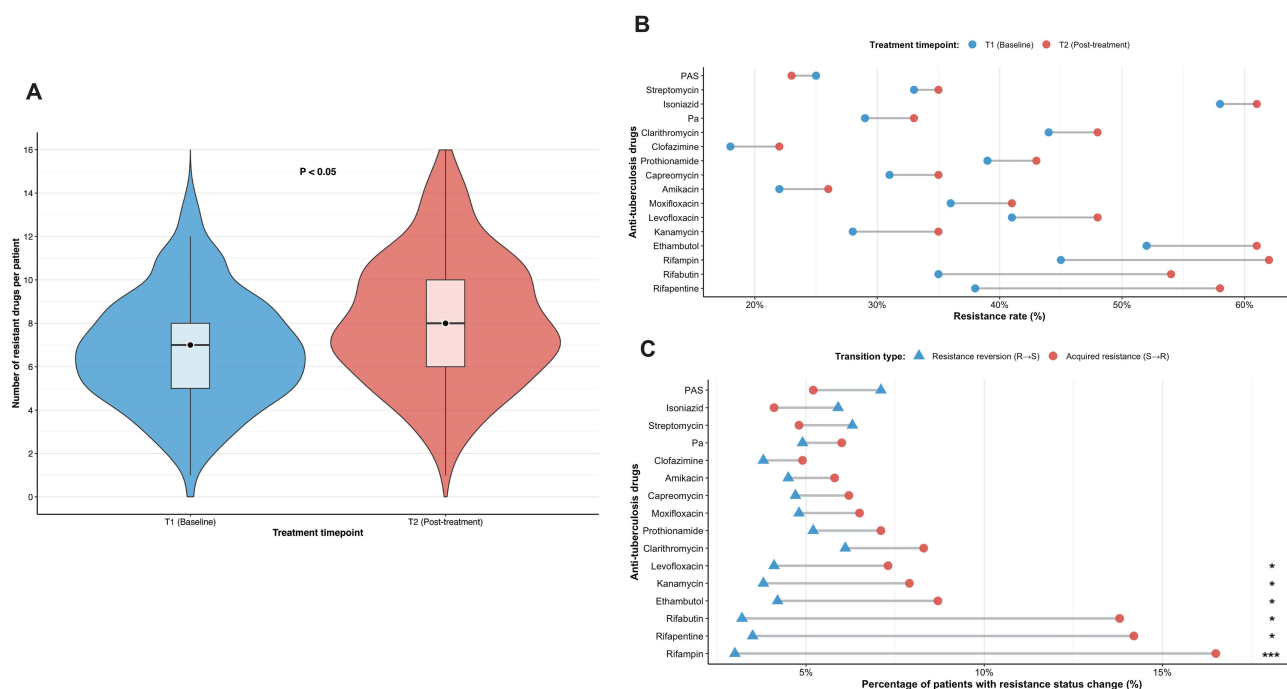 A
P < 0.05
Number of resistant drugs per patient
16
14
12
10
8
6
4
2
0
T1 (Baseline)
T2 (Post-treatment)
Treatment timepoint
B
Treatment timepoint: T1 (Baseline) T2 (Post-treatment)
Anti-tuberculosis drugs
PAS
Streptomycin
Isoniazid
Pa
Clarithromycin
Clofazimine
Prothionamide
Capreomycin
Amikacin
Moxifloxacin
Levofloxacin
Kanamycin
Ethambutol
Rifampin
Rifabutin
Rifapentine
20% 30% 40% 50% 60%
Resistance rate (%)
C
Transition type: Resistance reversion (R→S) Acquired resistance (S→R)
Anti-tuberculosis drugs
PAS
Isoniazid
Streptomycin
Pa
Clofazimine
Amikacin
Capreomycin
Moxifloxacin
Prothionamide
Clarithromycin
Levofloxacin *
Kanamycin *
Ethambutol *
Rifabutin *
Rifapentine *
Rifampin ***
5% 10% 15%
Percentage of patients with resistance status change (%)